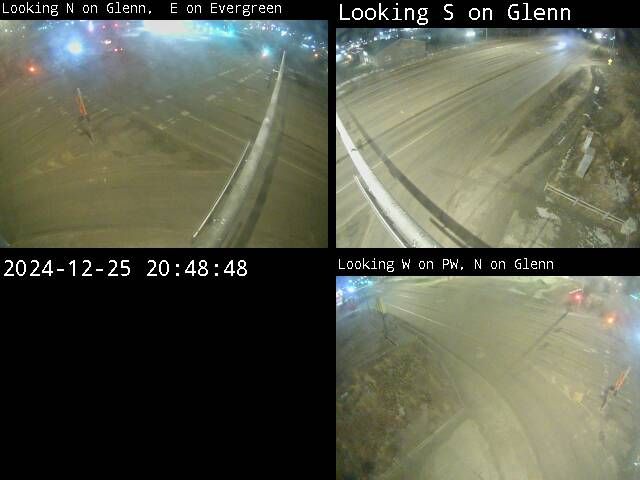 Looking N on Glenn,  E on Evergreen
Looking S on Glenn
2024-12-25 20:48:48
Looking W on PW, N on Glenn